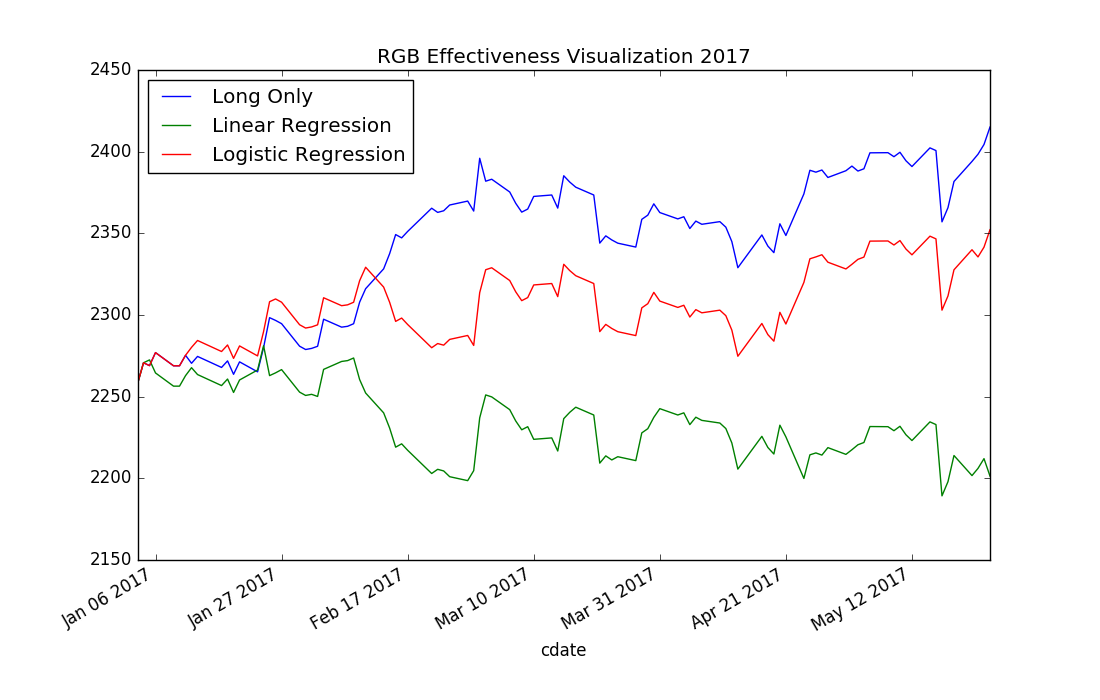 RGB Effectiveness Visualization 2017
Long Only
Linear Regression
Logistic Regression
2450
2400
2350
2300
2250
2200
2150
Jan 06 2017
Jan 27 2017
Feb 17 2017
Mar 10 2017
Mar 31 2017
Apr 21 2017
May 12 2017
cdate